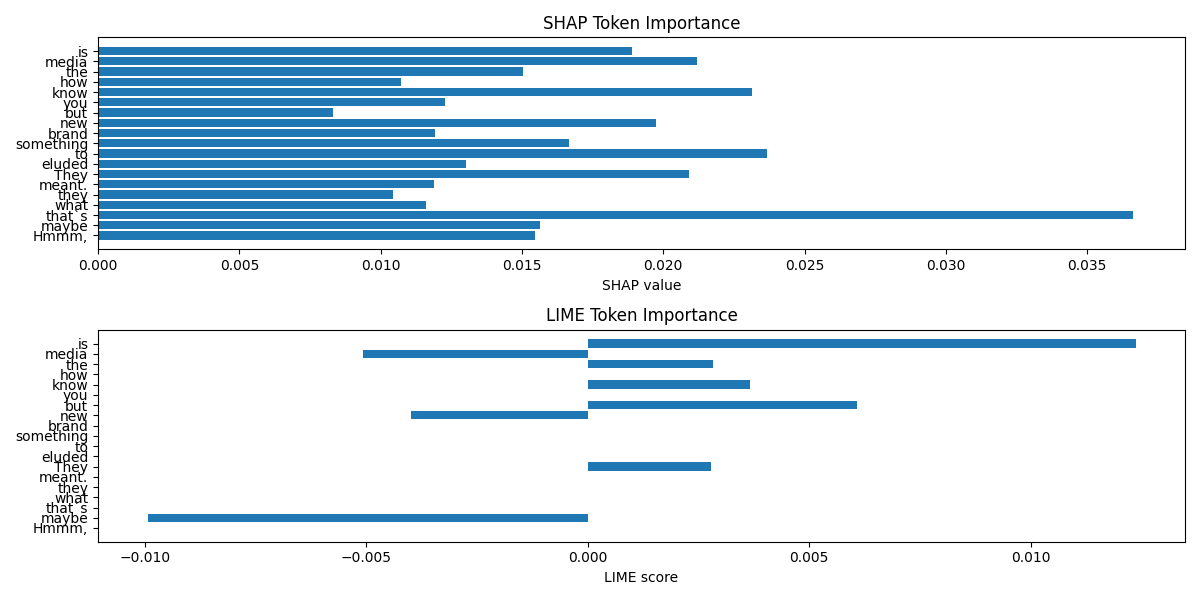 SHAP Token Importance
is
media
the
how
know
you
but
new
brand
something
to
eluded
They
meant.
they
what
that´s
maybe
Hmmm,
0.000 0.005 0.010 0.015 0.020 0.025 0.030 0.035
SHAP value
LIME Token Importance
is
media
the
how
know
you
but
new
brand
something
to
eluded
They
meant.
they
what
that´s
maybe
Hmmm,
−0.010 −0.005 0.000 0.005 0.010
LIME score